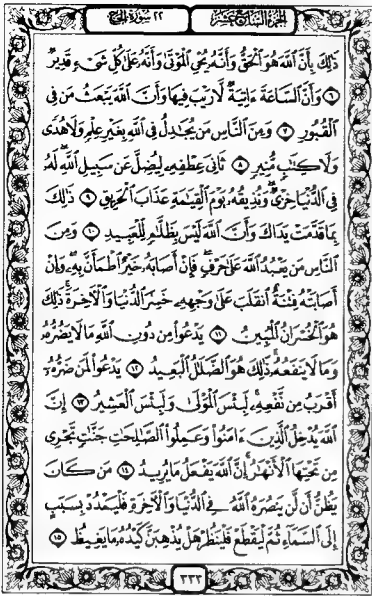 الجزء السابع عشر
٢٢ سورة الحج
ذَٰلِكَ بِأَنَّ ٱللَّهَ هُوَ ٱلْحَقُّ وَأَنَّهُۥ يُحْىِ ٱلْمَوْتَىٰ وَأَنَّهُۥ عَلَىٰ كُلِّ شَىْءٍ قَدِيرٌ
٦ وَأَنَّ ٱلسَّاعَةَ ءَاتِيَةٌ لَّا رَيْبَ فِيهَا وَأَنَّ ٱللَّهَ يَبْعَثُ مَن فِى
ٱلْقُبُورِ ٧ وَمِنَ ٱلنَّاسِ مَن يُجَٰدِلُ فِى ٱللَّهِ بِغَيْرِ عِلْمٍ وَلَا هُدًى
وَلَا كِتَٰبٍ مُّنِيرٍ ٨ ثَانِىَ عِطْفِهِۦ لِيُضِلَّ عَن سَبِيلِ ٱللَّهِ لَهُۥ
فِى ٱلدُّنْيَا خِزْىٌ وَنُذِيقُهُۥ يَوْمَ ٱلْقِيَٰمَةِ عَذَابَ ٱلْحَرِيقِ ٩ ذَٰلِكَ
بِمَا قَدَّمَتْ يَدَاكَ وَأَنَّ ٱللَّهَ لَيْسَ بِظَلَّٰمٍ لِّلْعَبِيدِ ١٠ وَمِنَ
ٱلنَّاسِ مَن يَعْبُدُ ٱللَّهَ عَلَىٰ حَرْفٍ فَإِنْ أَصَابَهُۥ خَيْرٌ ٱطْمَأَنَّ بِهِۦ وَإِنْ
أَصَابَتْهُ فِتْنَةٌ ٱنقَلَبَ عَلَىٰ وَجْهِهِۦ خَسِرَ ٱلدُّنْيَا وَٱلْأَخِرَةَ ذَٰلِكَ
هُوَ ٱلْخُسْرَانُ ٱلْمُبِينُ ١١ يَدْعُوا۟ مِن دُونِ ٱللَّهِ مَا لَا يَضُرُّهُۥ
وَمَا لَا يَنفَعُهُۥ ذَٰلِكَ هُوَ ٱلضَّلَٰلُ ٱلْبَعِيدُ ١٢ يَدْعُوا۟ لَمَن ضَرُّهُۥٓ
أَقْرَبُ مِن نَّفْعِهِۦ لَبِئْسَ ٱلْمَوْلَىٰ وَلَبِئْسَ ٱلْعَشِيرُ ١٣ إِنَّ
ٱللَّهَ يُدْخِلُ ٱلَّذِينَ ءَامَنُوا۟ وَعَمِلُوا۟ ٱلصَّٰلِحَٰتِ جَنَّٰتٍ تَجْرِى
مِن تَحْتِهَا ٱلْأَنْهَٰرُ إِنَّ ٱللَّهَ يَفْعَلُ مَا يُرِيدُ ١٤ مَن كَانَ
يَظُنُّ أَن لَّن يَنصُرَهُ ٱللَّهُ فِى ٱلدُّنْيَا وَٱلْأَخِرَةِ فَلْيَمْدُدْ بِسَبَبٍ
إِلَى ٱلسَّمَآءِ ثُمَّ لْيَقْطَعْ فَلْيَنظُرْ هَلْ يُذْهِبَنَّ كَيْدُهُۥ مَا يَغِيظُ ١٥
٣٣٣